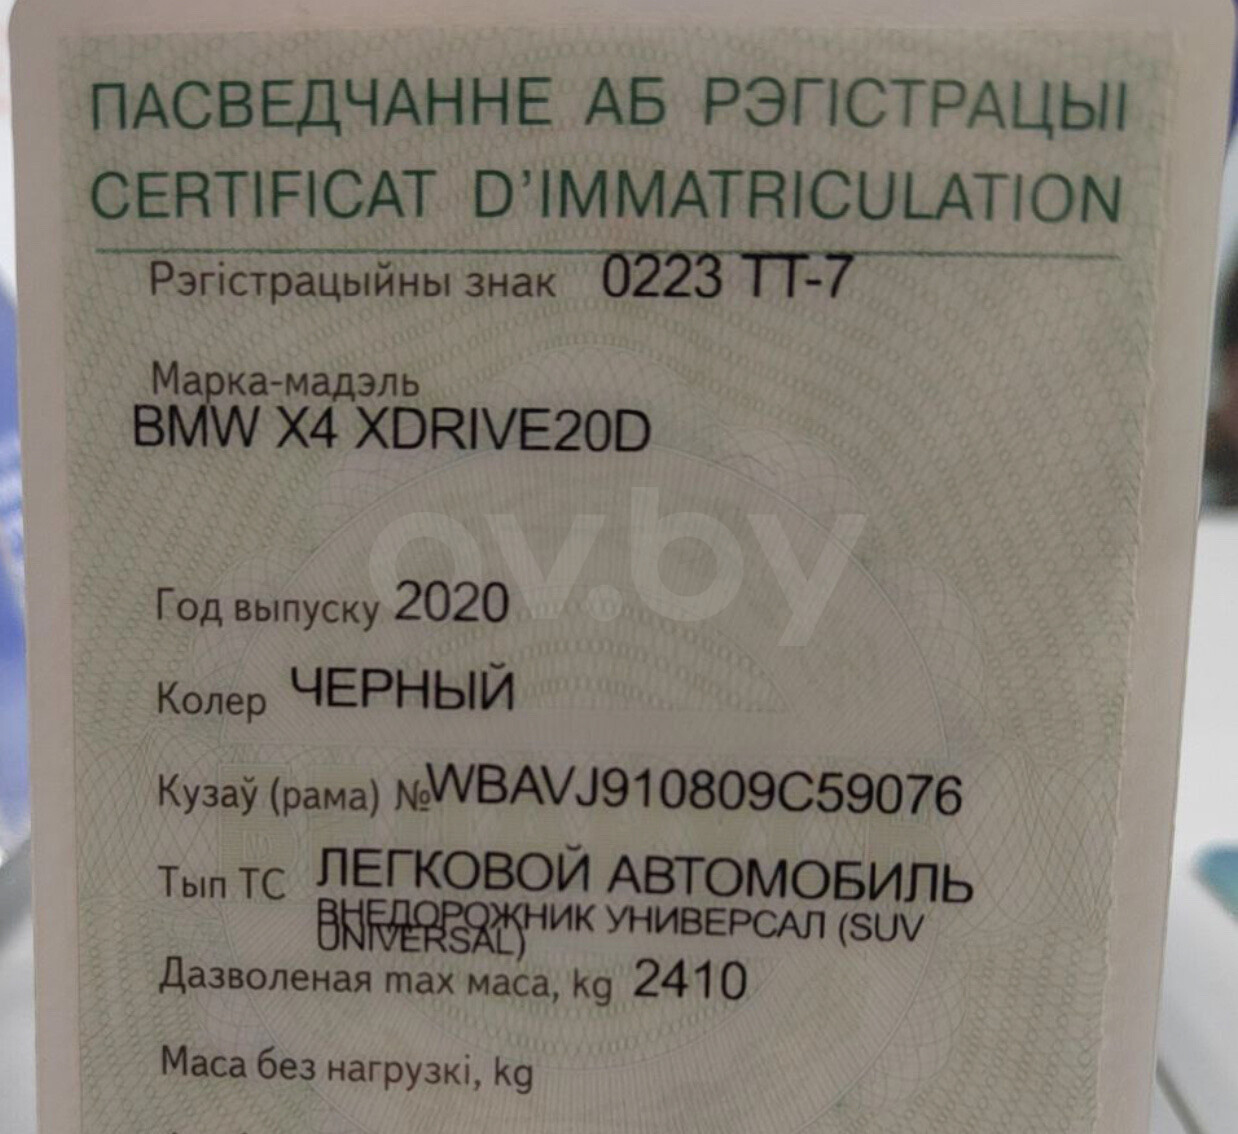 ПАСВЕДЧАННЕ АБ РЭГІСТРАЦЫІ
CERTIFICAT D'IMMATRICULATION
Рэгістрацыйны знак 0223 TT-7
Марка-мадэль
BMW X4 XDRIVE20D
av.by
Год выпуску 2020
Колер ЧЕРНЫЙ
Кузаў (рама) №WBAVJ910809C59076
Тып ТС ЛЕГКОВОЙ АВТОМОБИЛЬ
ВНЕДОРОЖНИК УНИВЕРСАЛ (SUV
UNIVERSAL)
Дазволеная max маса, kg 2410
Маса без нагрузкі, kg